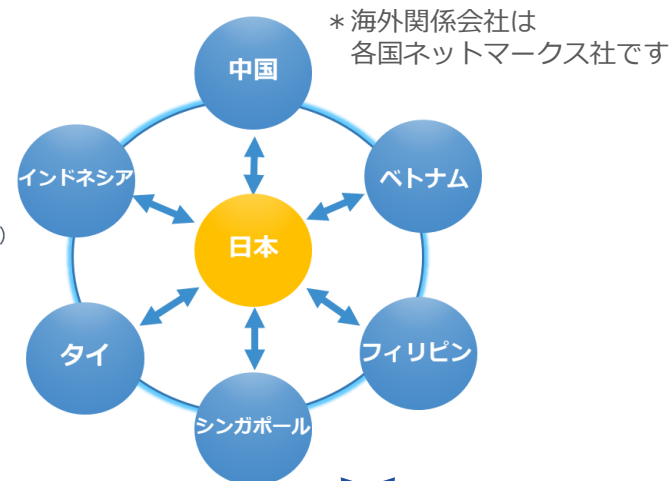 ＊海外関係会社は
各国ネットマークス社です
中国
インドネシア
ベトナム
）
日本
タイ
フィリピン
シンガポール